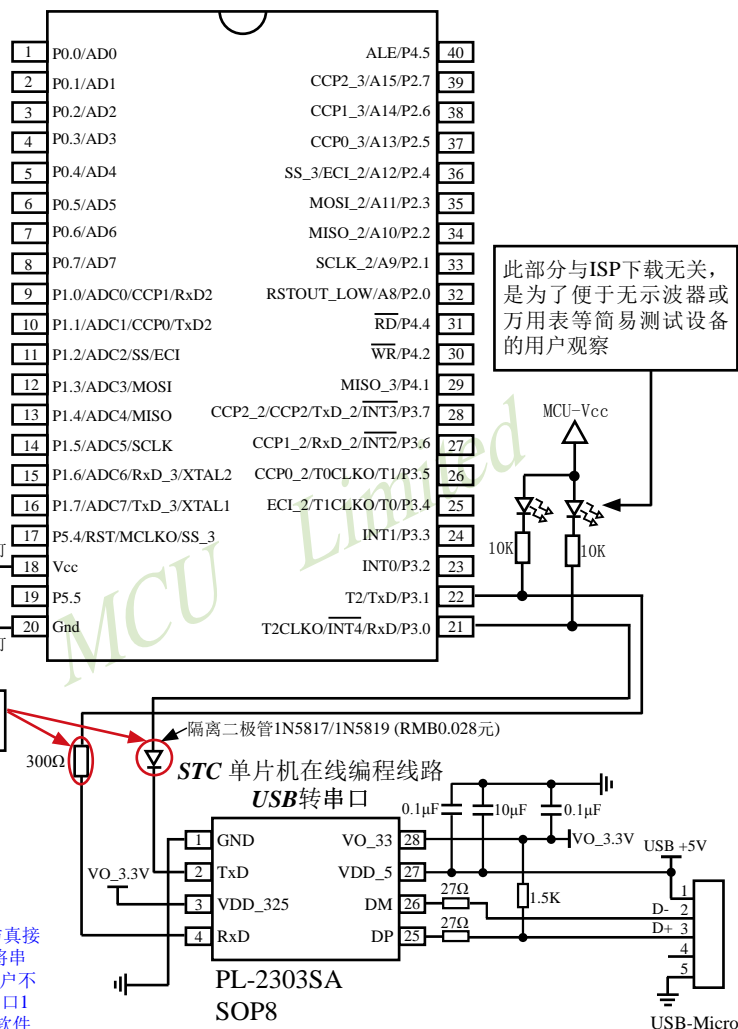 1 P0.0/AD0 ALE/P4.5 40
2 P0.1/AD1 CCP2_3/A15/P2.7 39
3 P0.2/AD2 CCP1_3/A14/P2.6 38
4 P0.3/AD3 CCP0_3/A13/P2.5 37
5 P0.4/AD4 SS_3/ECI_2/A12/P2.4 36
6 P0.5/AD5 MOSI_2/A11/P2.3 35
7 P0.6/AD6 MISO_2/A10/P2.2 34
8 P0.7/AD7 SCLK_2/A9/P2.1 33
9 P1.0/ADC0/CCP1/RxD2 RSTOUT_LOW/A8/P2.0 32
10 P1.1/ADC1/CCP0/TxD2 RD/P4.4 31
11 P1.2/ADC2/SS/ECI WR/P4.2 30
12 P1.3/ADC3/MOSI MISO_3/P4.1 29
13 P1.4/ADC4/MISO CCP2_2/CCP2/TxD_2/INT3/P3.7 28
14 P1.5/ADC5/SCLK CCP1_2/RxD_2/INT2/P3.6 27
15 P1.6/ADC6/RxD_3/XTAL2 CCP0_2/T0CLKO/T1/P3.5 26
16 P1.7/ADC7/TxD_3/XTAL1 ECI_2/T1CLKO/T0/P3.4 25
17 P5.4/RST/MCLKO/SS_3 INT1/P3.3 24
18 Vcc INT0/P3.2 23
19 P5.5 T2/TxD/P3.1 22
20 Gnd T2CLKO/INT4/RxD/P3.0 21
MCU Limited
此部分与ISP下载无关,
是为了便于无示波器或
万用表等简易测试设备
的用户观察
MCU-Vcc
10K
10K
隔离二极管1N5817/1N5819 (RMB0.028元)
300Ω
STC 单片机在线编程线路
USB转串口
0.1μF
10μF
0.1μF
1 GND VO_33 28
VO_3.3V
USB +5V
2 TxD VDD_5 27
VO_3.3V
3 VDD_325 DM 26
27Ω
1.5K
4 RxD DP 25
27Ω
1
D- 2
D+ 3
4
5
PL-2303SA
SOP8
USB-Micro
真接
将串
户不
口1
软件